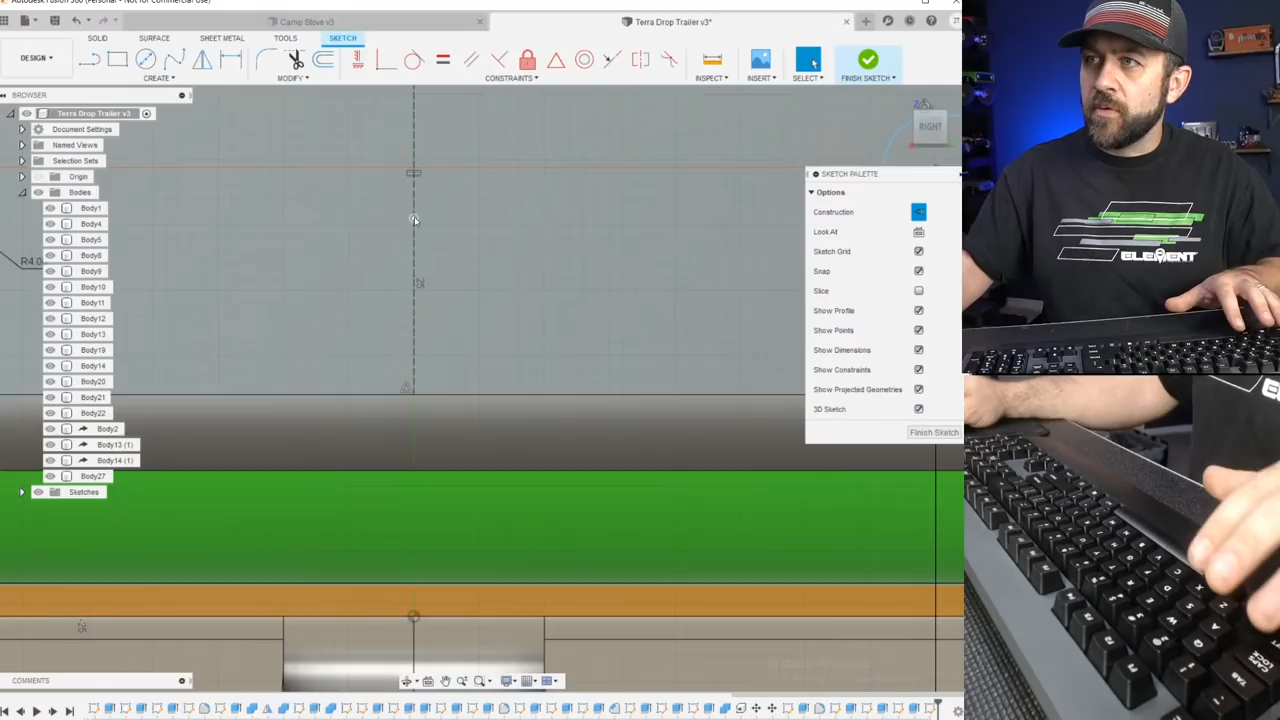 Autodesk Fusion 360 (Personal - Not for Commercial Use)
Camp Stove v3
Terra Drop Trailer v3*
JT
DESIGN
SOLID
SURFACE
SHEET METAL
TOOLS
SKETCH
CREATE
MODIFY
CONSTRAINTS
INSPECT
INSERT
SELECT
FINISH SKETCH
BROWSER
Terra Drop Trailer v3
Document Settings
Named Views
Selection Sets
Origin
Bodies
Body1
Body4
Body5
Body8
Body9
Body10
Body11
Body12
Body13
Body19
Body14
Body20
Body21
Body22
Body2
Body13 (1)
Body14 (1)
Body27
Sketches
RIGHT
SKETCH PALETTE
Options
Construction
Look At
Sketch Grid
Snap
Slice
Show Profile
Show Points
Show Dimensions
Show Constraints
Show Projected Geometries
3D Sketch
Finish Sketch
COMMENTS
ELEMENT